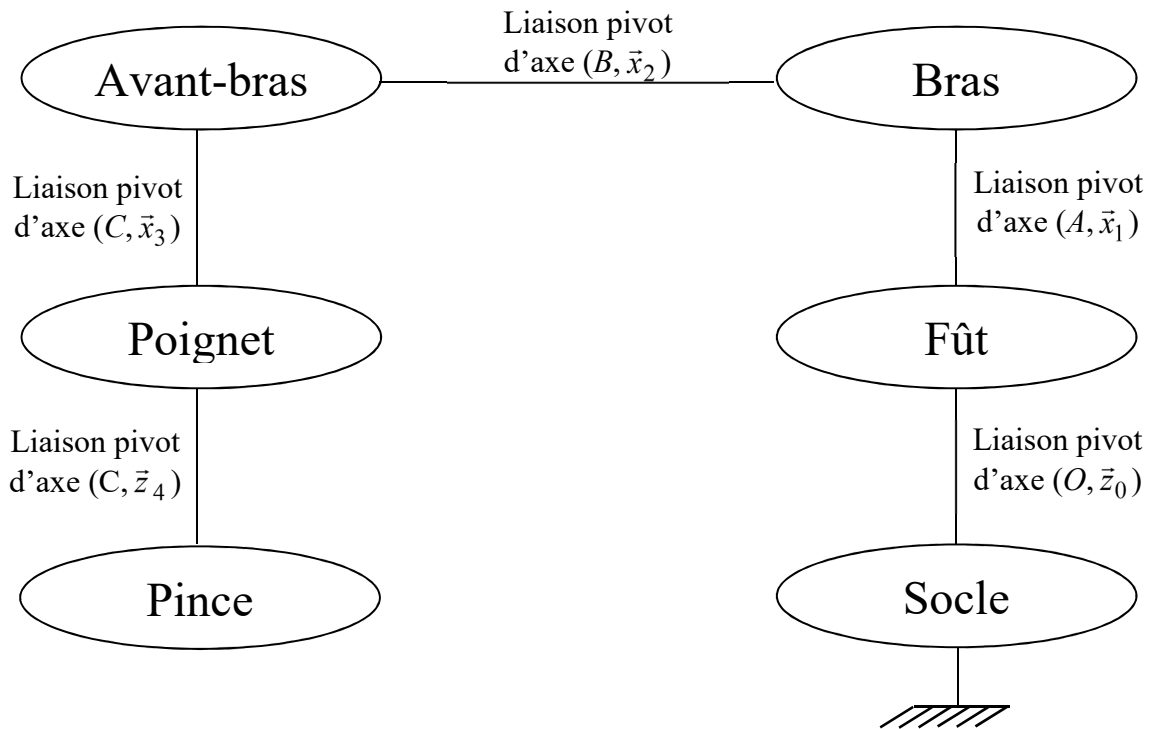 Liaison pivot
d’axe (B, x⃗₂)
Avant-bras
Bras
Liaison pivot
d’axe (C, x⃗₃)
Liaison pivot
d’axe (A, x⃗₁)
Poignet
Fût
Liaison pivot
d’axe (C, z⃗₄)
Liaison pivot
d’axe (O, z⃗₀)
Pince
Socle